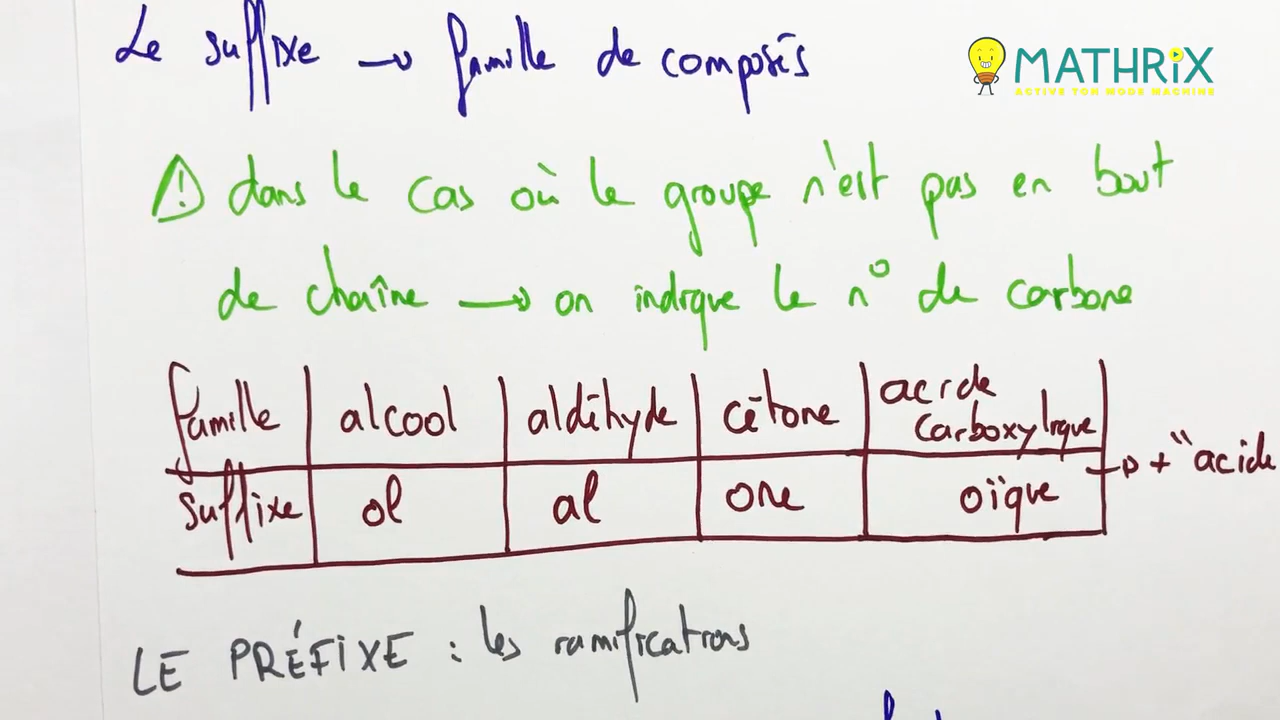 Le suffixe → famille de composés
MATHRiX
ACTIVE TON MODE MACHINE
⚠ dans le cas où le groupe n'est pas en bout
de chaîne → on indique le n° de carbone
famille | alcool | aldéhyde | cétone | acide carboxylique
suffixe | ol | al | one | oïque → + "acide
LE PRÉFIXE : les ramifications